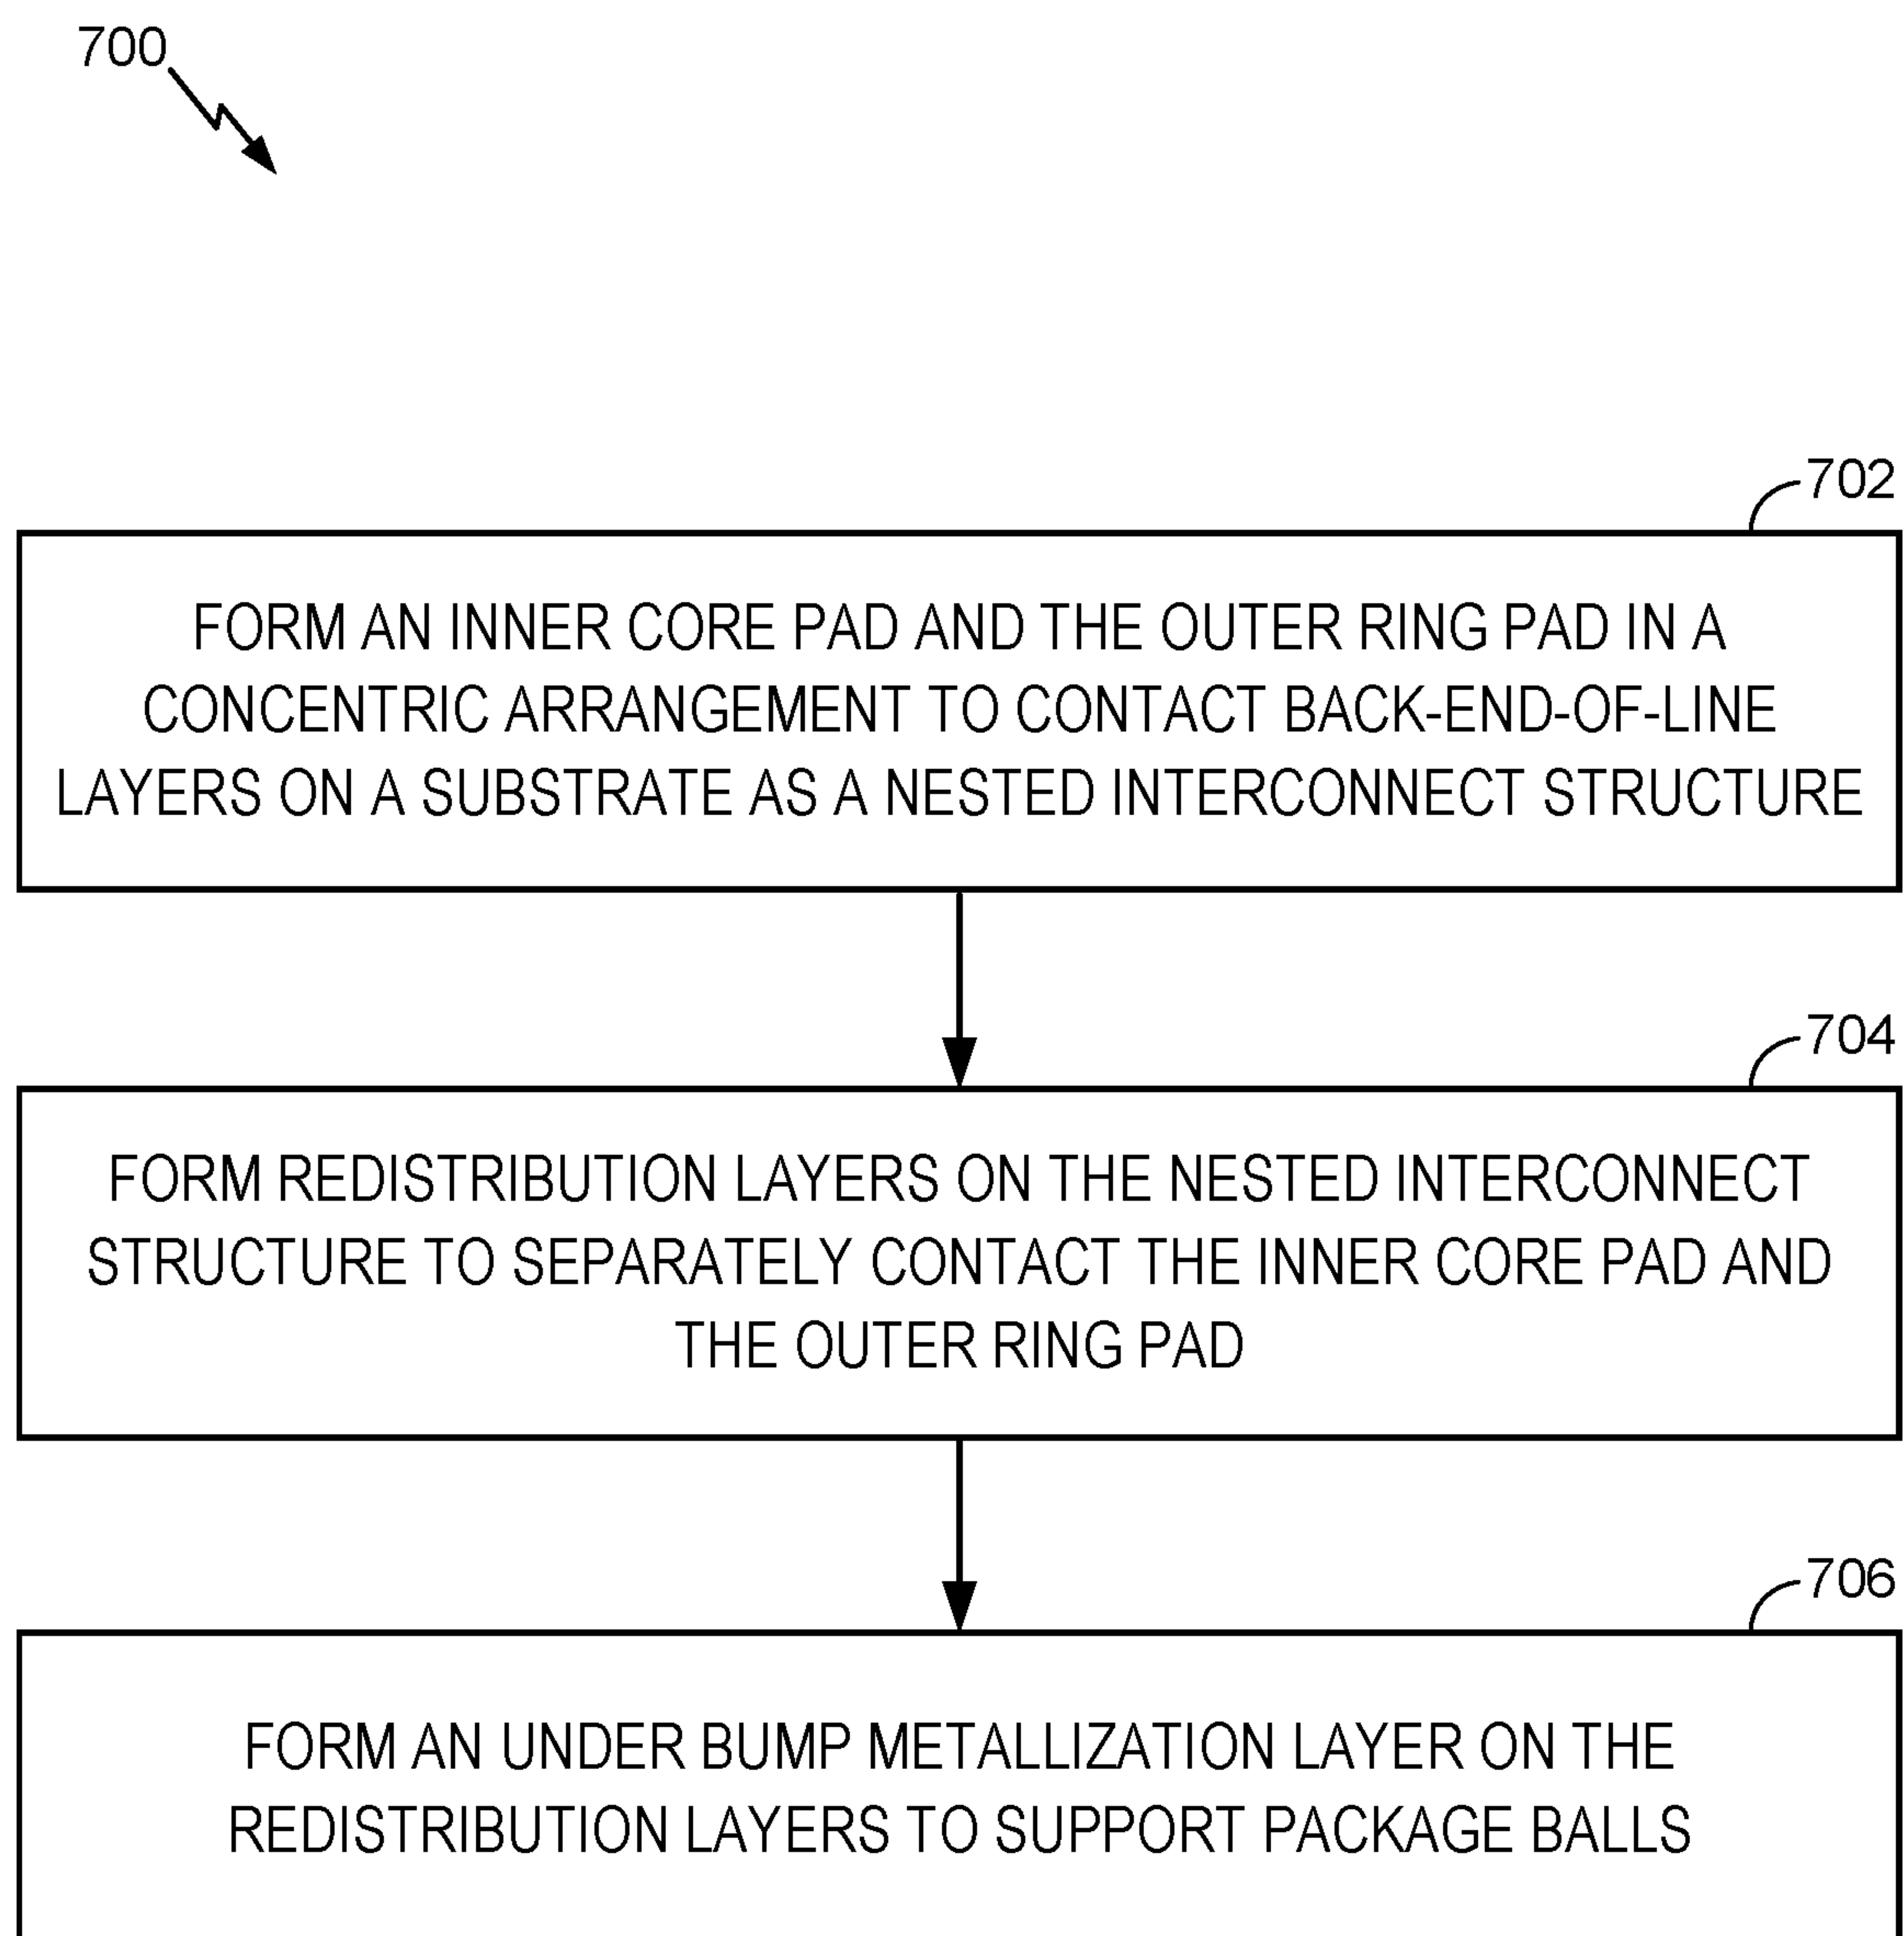 700
702
FORM AN INNER CORE PAD AND THE OUTER RING PAD IN A
CONCENTRIC ARRANGEMENT TO CONTACT BACK-END-OF-LINE
LAYERS ON A SUBSTRATE AS A NESTED INTERCONNECT STRUCTURE
704
FORM REDISTRIBUTION LAYERS ON THE NESTED INTERCONNECT
STRUCTURE TO SEPARATELY CONTACT THE INNER CORE PAD AND
THE OUTER RING PAD
706
FORM AN UNDER BUMP METALLIZATION LAYER ON THE
REDISTRIBUTION LAYERS TO SUPPORT PACKAGE BALLS